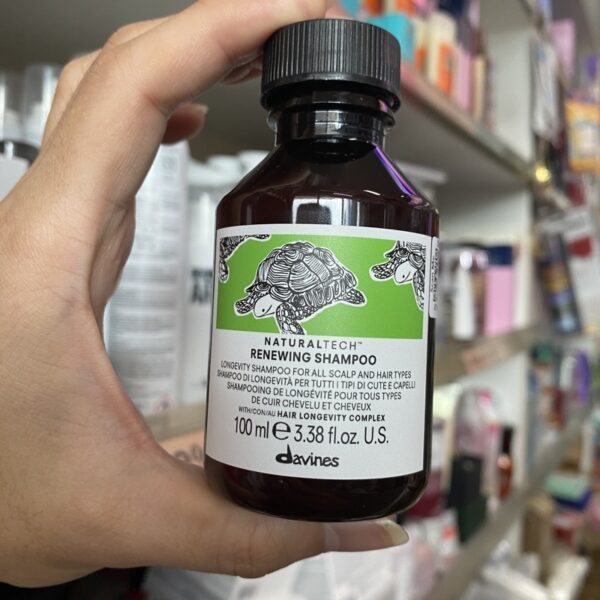 NATURALTECH™
RENEWING SHAMPOO
LONGEVITY SHAMPOO FOR ALL SCALP AND HAIR TYPES
SHAMPOO DI LONGEVITÀ PER TUTTI I TIPI DI CUTE E CAPELLI
SHAMPOOING DE LONGÉVITÉ POUR TOUS TYPES
DE CUIR CHEVELU ET CHEVEUX
WITH/CON/AU HAIR LONGEVITY COMPLEX
100 ml ℮ 3.38 fl.oz. U.S.
davines